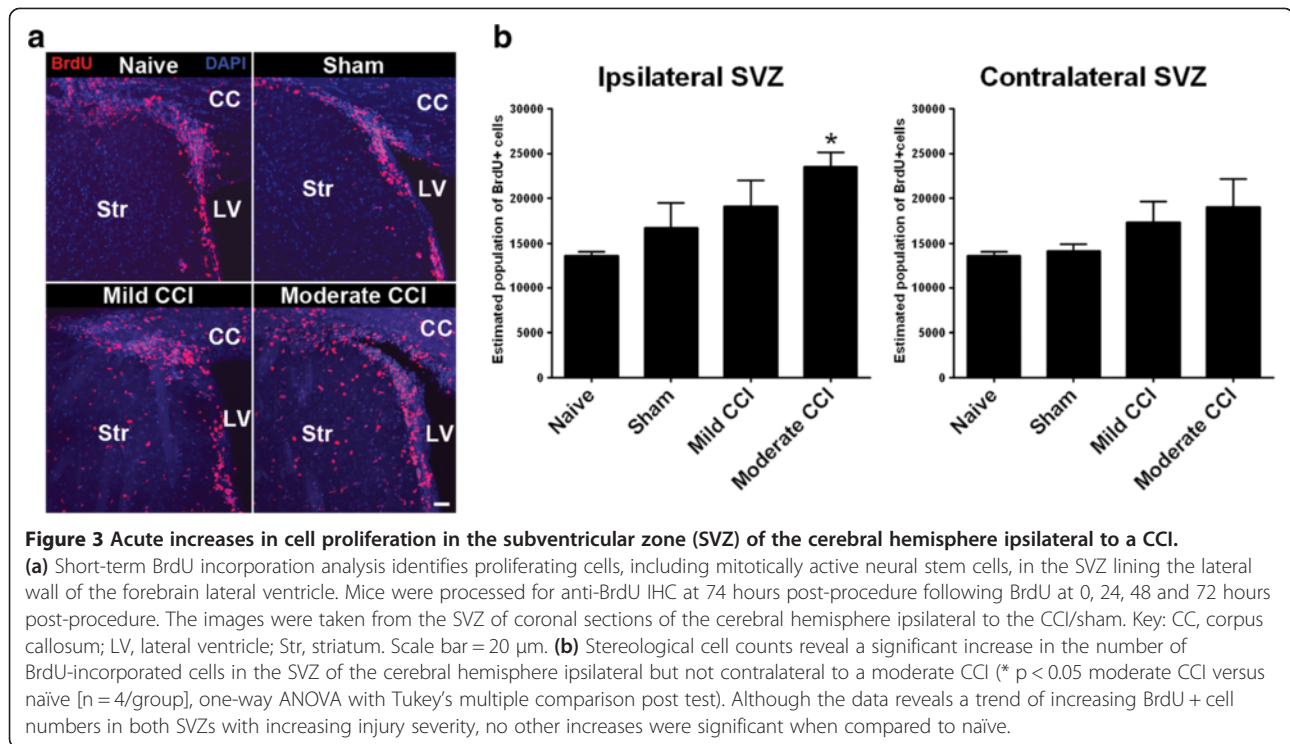 a
b
BrdU Naive DAPI
Sham
CC
CC
Str
LV
Str
LV
Mild CCI
Moderate CCI
CC
CC
Str
LV
Str
LV
Ipsilateral SVZ
Estimated population of BrdU+ cells
30000
25000
20000
15000
10000
5000
0
*
Naive
Sham
Mild CCI
Moderate CCI
Contralateral SVZ
Estimated population of BrdU+cells
30000
25000
20000
15000
10000
5000
0
Naive
Sham
Mild CCI
Moderate CCI
Figure 3 Acute increases in cell proliferation in the subventricular zone (SVZ) of the cerebral hemisphere ipsilateral to a CCI.
(a) Short-term BrdU incorporation analysis identifies proliferating cells, including mitotically active neural stem cells, in the SVZ lining the lateral
wall of the forebrain lateral ventricle. Mice were processed for anti-BrdU IHC at 74 hours post-procedure following BrdU at 0, 24, 48 and 72 hours
post-procedure. The images were taken from the SVZ of coronal sections of the cerebral hemisphere ipsilateral to the CCI/sham. Key: CC, corpus
callosum; LV, lateral ventricle; Str, striatum. Scale bar = 20 μm. (b) Stereological cell counts reveal a significant increase in the number of
BrdU-incorporated cells in the SVZ of the cerebral hemisphere ipsilateral but not contralateral to a moderate CCI (* p < 0.05 moderate CCI versus
naïve [n = 4/group], one-way ANOVA with Tukey's multiple comparison post test). Although the data reveals a trend of increasing BrdU + cell
numbers in both SVZs with increasing injury severity, no other increases were significant when compared to naïve.